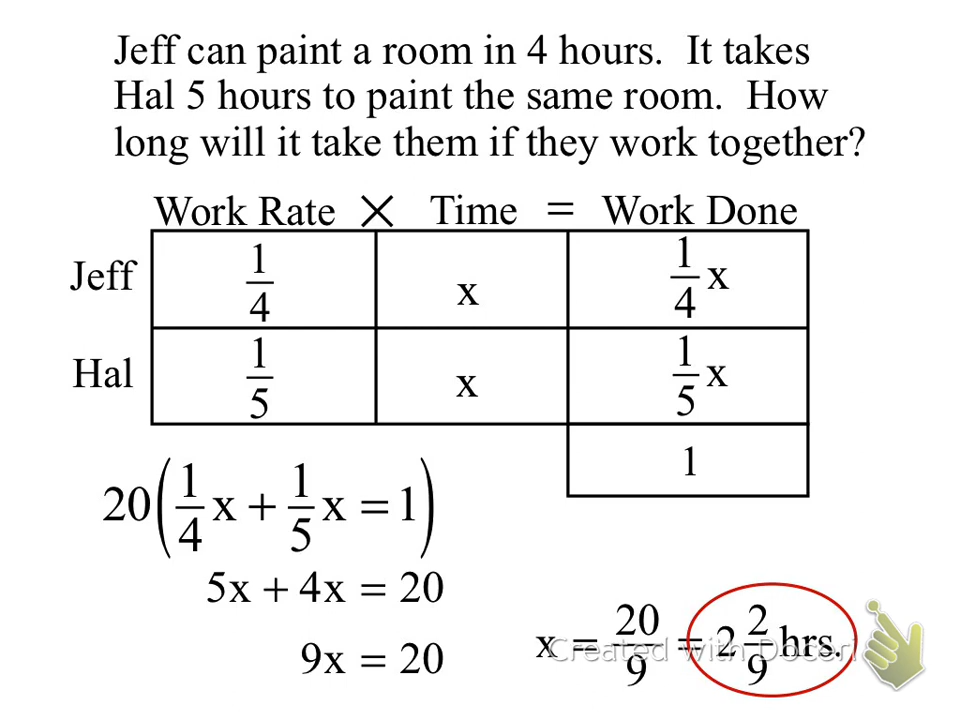 Jeff can paint a room in 4 hours. It takes
Hal 5 hours to paint the same room. How
long will it take them if they work together?
Work Rate × Time = Work Done
Jeff 1/4 x 1/4 x
Hal 1/5 x 1/5 x
1
20(1/4 x + 1/5 x = 1)
5x + 4x = 20
9x = 20
x = 20/9 = 2 2/9 hrs.
Created with Doceri